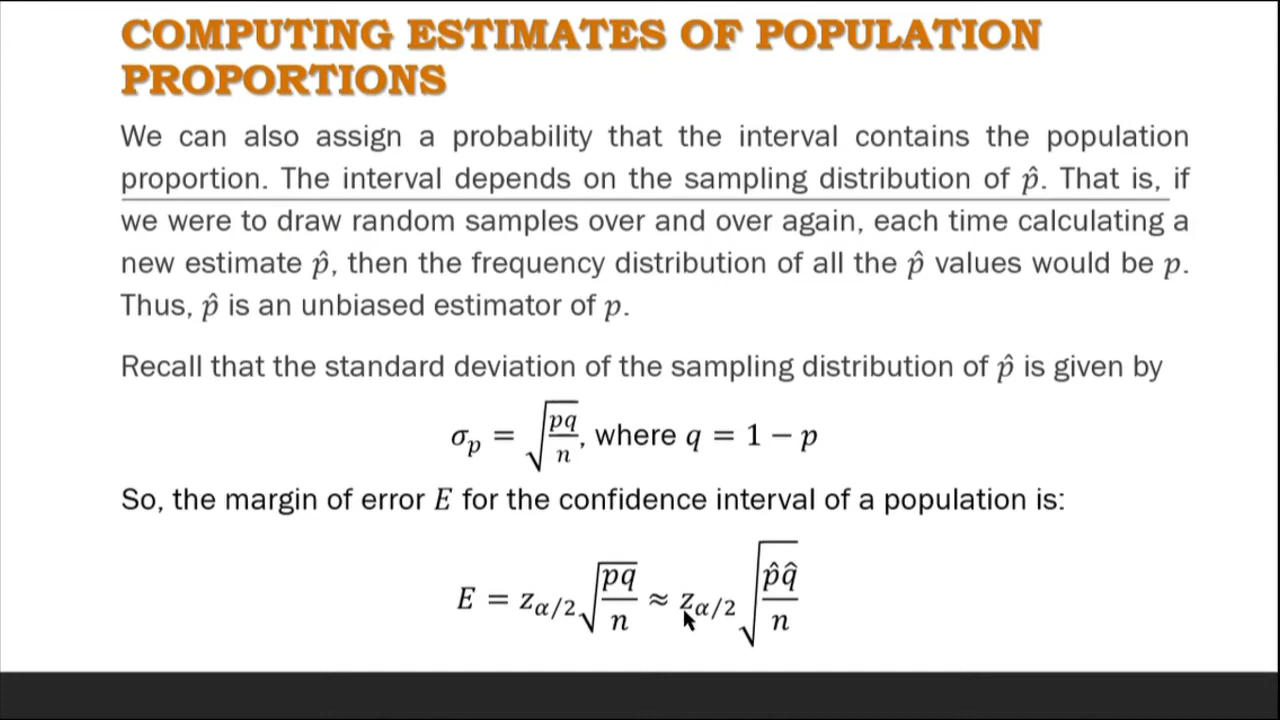 COMPUTING ESTIMATES OF POPULATION
PROPORTIONS
We can also assign a probability that the interval contains the population
proportion. The interval depends on the sampling distribution of p̂. That is, if
we were to draw random samples over and over again, each time calculating a
new estimate p̂, then the frequency distribution of all the p̂ values would be p.
Thus, p̂ is an unbiased estimator of p.
Recall that the standard deviation of the sampling distribution of p̂ is given by
σ_p = √(pq/n), where q = 1 − p
So, the margin of error E for the confidence interval of a population is:
E = z_{α/2}√(pq/n) ≈ z_{α/2}√(p̂q̂/n)